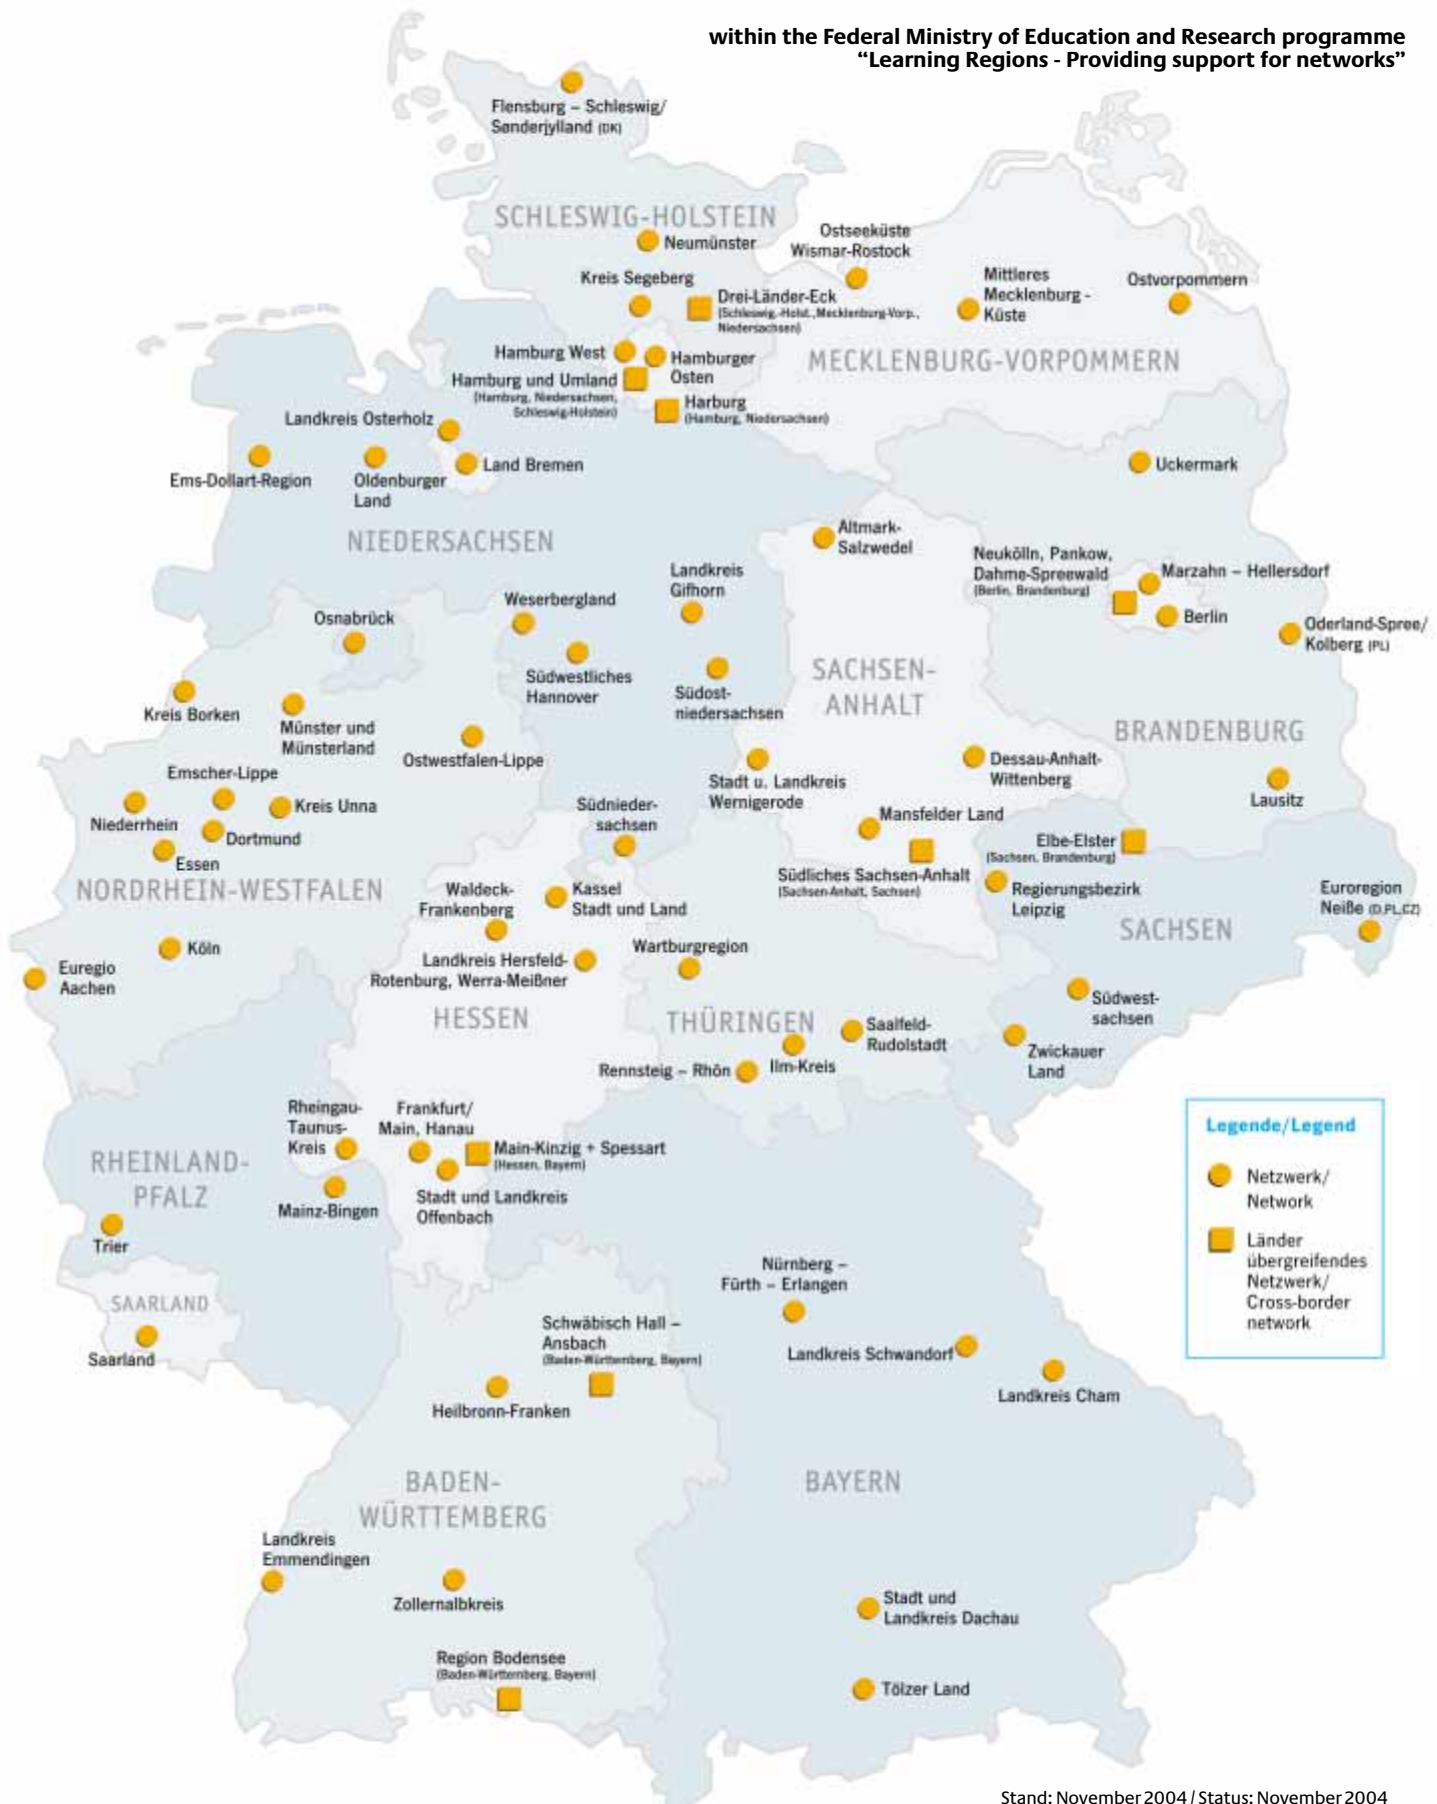 within the Federal Ministry of Education and Research programme
“Learning Regions - Providing support for networks”
Flensburg – Schleswig/
Sønderjylland (DK)
SCHLESWIG-HOLSTEIN
Neumünster
Ostseeküste
Wismar-Rostock
Kreis Segeberg
Drei-Länder-Eck
(Schleswig.-Holst., Mecklenburg-Vorp.,
Niedersachsen)
Mittleres
Mecklenburg -
Küste
Ostvorpommern
MECKLENBURG-VORPOMMERN
Hamburg West
Hamburger
Osten
Hamburg und Umland
(Hamburg, Niedersachsen,
Schleswig-Holstein)
Harburg
(Hamburg, Niedersachsen)
Landkreis Osterholz
Ems-Dollart-Region
Oldenburger
Land
Land Bremen
Uckermark
NIEDERSACHSEN
Altmark-
Salzwedel
Neukölln, Pankow,
Dahme-Spreewald
(Berlin, Brandenburg)
Marzahn – Hellersdorf
Berlin
Oderland-Spree/
Kolberg (PL)
Landkreis
Gifhorn
Weserbergland
Osnabrück
Südwestliches
Hannover
Südost-
niedersachsen
SACHSEN-
ANHALT
BRANDENBURG
Kreis Borken
Münster und
Münsterland
Ostwestfalen-Lippe
Stadt u. Landkreis
Wernigerode
Dessau-Anhalt-
Wittenberg
Lausitz
Emscher-Lippe
Kreis Unna
Niederrhein
Dortmund
Essen
Südnieder-
sachsen
Mansfelder Land
Elbe-Elster
(Sachsen, Brandenburg)
Südliches Sachsen-Anhalt
(Sachsen-Anhalt, Sachsen)
Regierungsbezirk
Leipzig
Euroregion
Neiße (D,PL,CZ)
NORDRHEIN-WESTFALEN
Waldeck-
Frankenberg
Kassel
Stadt und Land
SACHSEN
Köln
Euregio
Aachen
Landkreis Hersfeld-
Rotenburg, Werra-Meißner
Wartburgregion
HESSEN
THÜRINGEN
Saalfeld-
Rudolstadt
Südwest-
sachsen
Zwickauer
Land
Rennsteig – Rhön
Ilm-Kreis
Rheingau-
Taunus-
Kreis
Frankfurt/
Main, Hanau
Main-Kinzig + Spessart
(Hessen, Bayern)
Stadt und Landkreis
Offenbach
RHEINLAND-
PFALZ
Mainz-Bingen
Trier
Legende/Legend
Netzwerk/
Network
Länder
übergreifendes
Netzwerk/
Cross-border
network
SAARLAND
Saarland
Nürnberg –
Fürth – Erlangen
Schwäbisch Hall –
Ansbach
(Baden-Württemberg, Bayern)
Landkreis Schwandorf
Landkreis Cham
Heilbronn-Franken
BADEN-
WÜRTTEMBERG
BAYERN
Landkreis
Emmendingen
Zollernalbkreis
Stadt und
Landkreis Dachau
Region Bodensee
(Baden-Württemberg, Bayern)
Tölzer Land
Stand: November 2004 / Status: November 2004